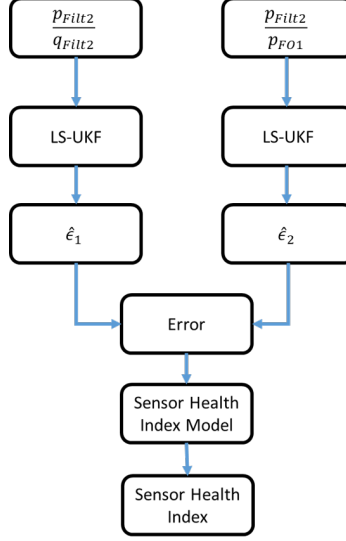 p_Filt2 / q_Filt2
p_Filt2 / p_FO1
LS-UKF
LS-UKF
ϵ̂_1
ϵ̂_2
Error
Sensor Health
Index Model
Sensor Health
Index